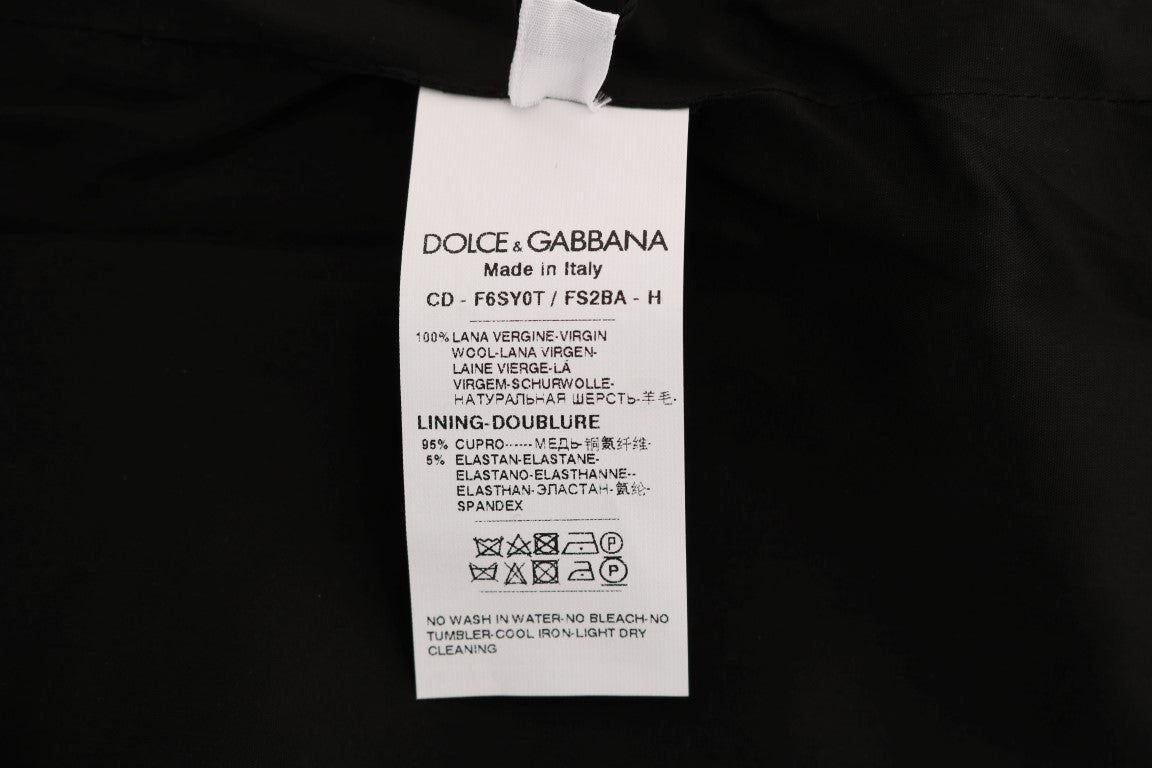 DOLCE & GABBANA
Made in Italy
CD - F6SY0T / FS2BA - H
100% LANA VERGINE-VIRGIN
WOOL-LANA VIRGEN-
LAINE VIERGE-LÁ
VIRGEM-SCHURWOLLE-
НАТУРАЛЬНАЯ ШЕРСТЬ-羊毛-
LINING-DOUBLURE
95% CUPRO------МЕДЬ-铜氨纤维-
5% ELASTAN-ELASTANE-
ELASTANO-ELASTHANNE--
ELASTHAN-ЭЛАСТАН-氨纶-
SPANDEX
P
P
NO WASH IN WATER-NO BLEACH-NO
TUMBLER-COOL IRON-LIGHT DRY
CLEANING